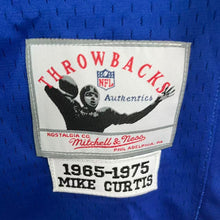 THROWBACKS
NFL
Authentics
NOSTALGIA CO.
Mitchell & Ness
PHILADELPHIA, PA.
1965-1975
MIKE CURTIS